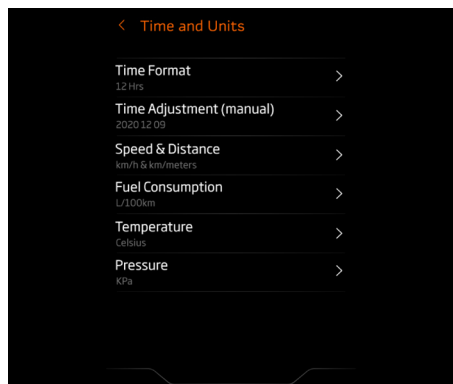 Time and Units
Time Format
12 Hrs
Time Adjustment (manual)
2020 12 09
Speed & Distance
km/h & km/meters
Fuel Consumption
L/100km
Temperature
Celsius
Pressure
KPa